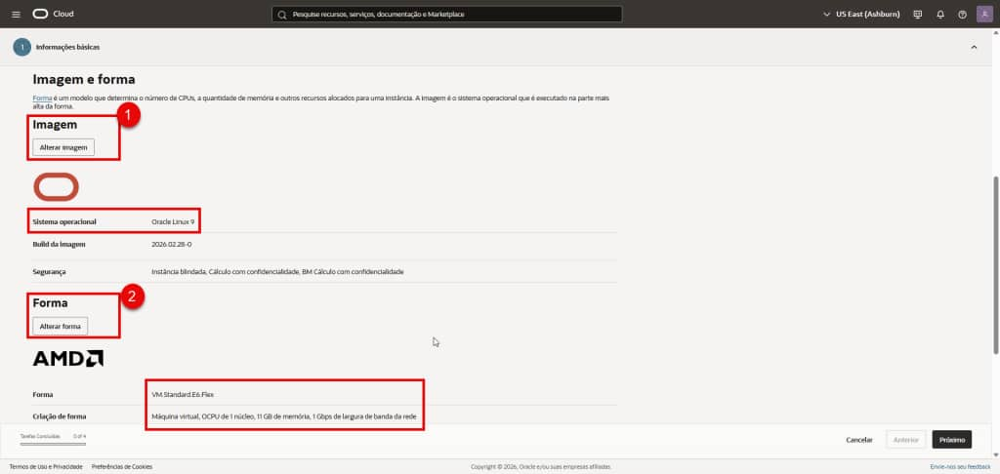 Cloud
Pesquise recursos, serviços, documentação e Marketplace
US East (Ashburn)
1
Informações básicas
Imagem e forma
Forma é um modelo que determina o número de CPUs, a quantidade de memória e outros recursos alocados para uma instância. A imagem é o sistema operacional que é executado na parte mais
alta da forma.
1
Imagem
Alterar imagem
Sistema operacional Oracle Linux 9
Build da imagem 2026.02.28-0
Segurança Instância blindada, Cálculo com confidencialidade, BM Cálculo com confidencialidade
2
Forma
Alterar forma
AMD
Forma VM.Standard.E6.Flex
Criação de forma Máquina virtual, OCPU de 1 núcleo, 11 GB de memória, 1 Gbps de largura de banda da rede
Tarefas Concluídas 0 of 4
Cancelar Anterior Próximo
Termos de Uso e Privacidade Preferências de Cookies Copyright © 2026, Oracle e/ou suas empresas afiliadas. Envie-nos seu feedback